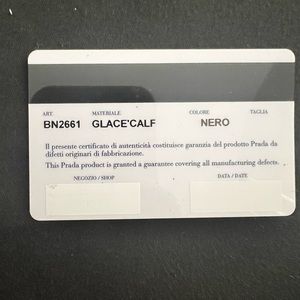 ART. MATERIALE COLORE TAGLIA
BN2661 GLACE'CALF NERO
Il presente certificato di autenticità costituisce garanzia del prodotto Prada da
difetti originari di fabbricazione.
This Prada product is granted a guarantee covering all manufacturing defects.
NEGOZIO / SHOP DATA / DATE